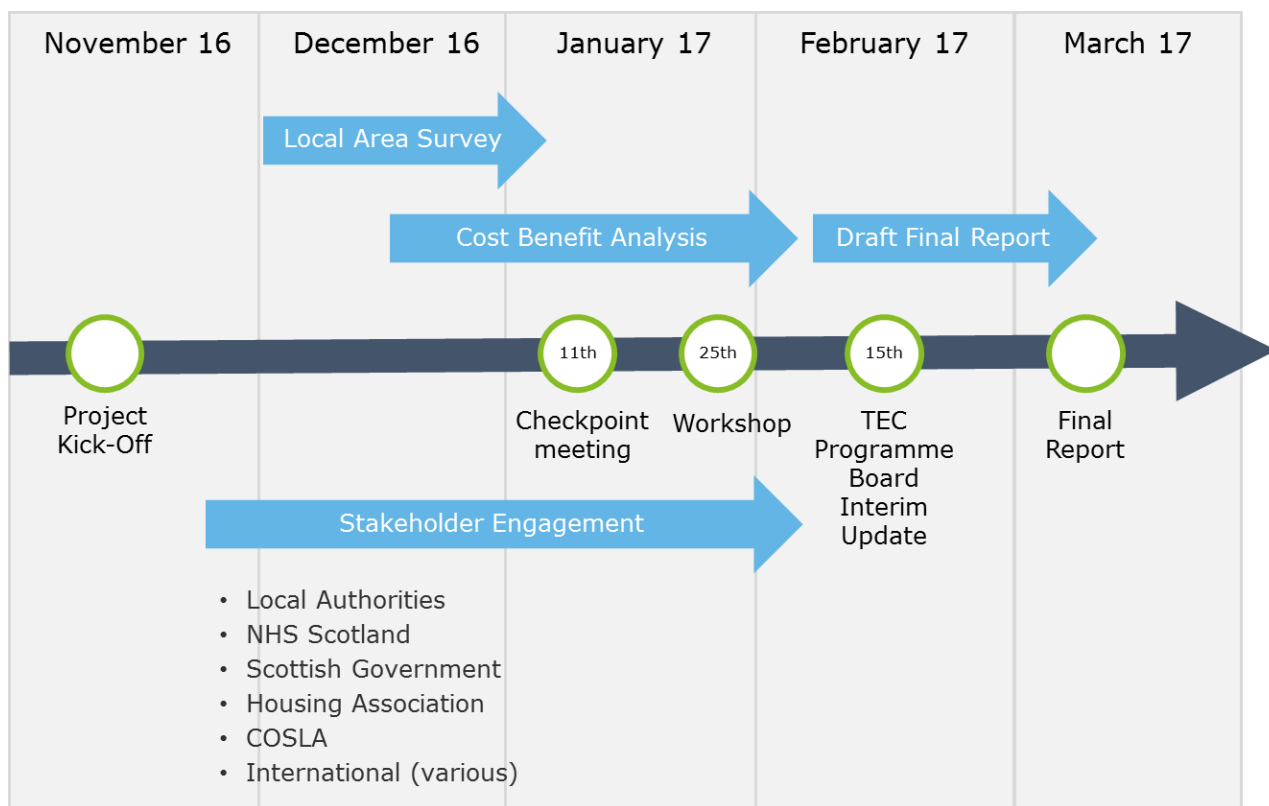 November 16
December 16
January 17
February 17
March 17
Local Area Survey
Cost Benefit Analysis
Draft Final Report
11th
25th
15th
Project
Kick-Off
Checkpoint
meeting
Workshop
TEC
Programme
Board
Interim
Update
Final
Report
Stakeholder Engagement
• Local Authorities
• NHS Scotland
• Scottish Government
• Housing Association
• COSLA
• International (various)